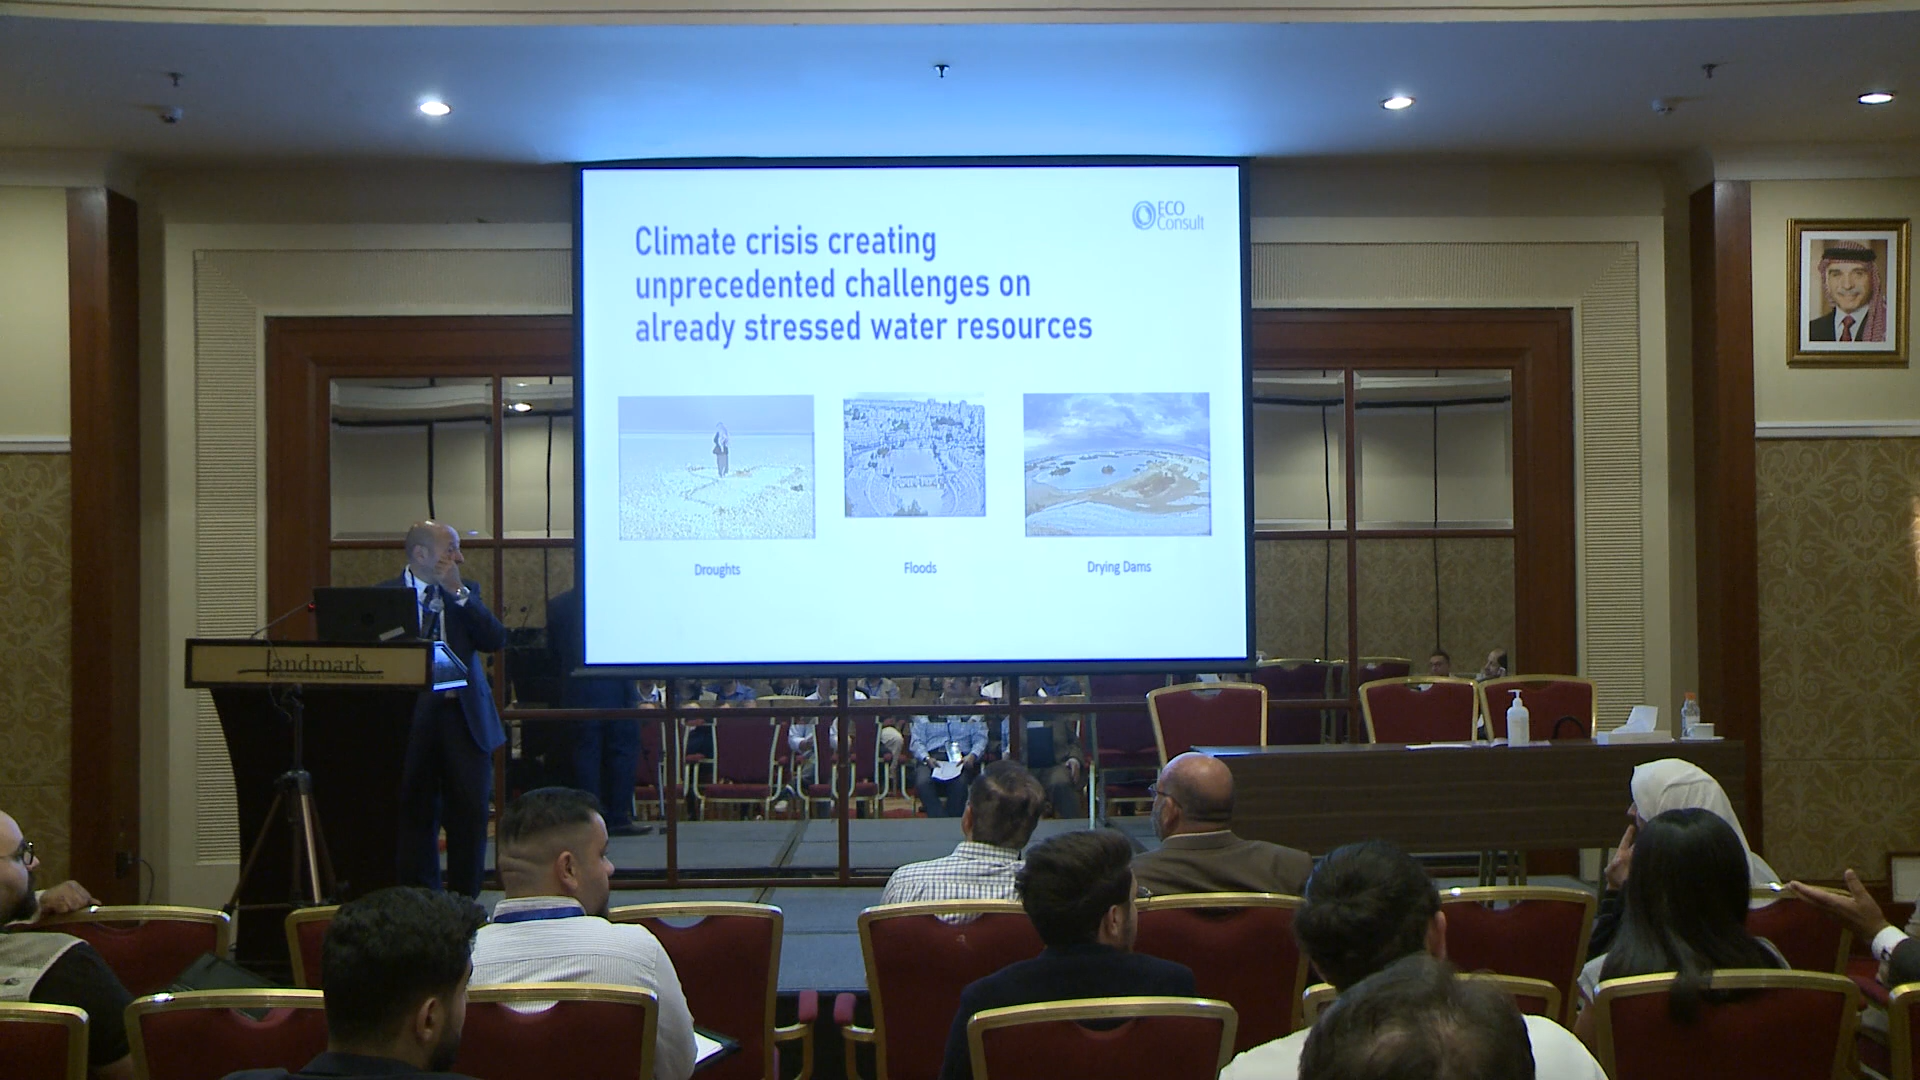 ECO
Consult
Climate crisis creating
unprecedented challenges on
already stressed water resources
Droughts
Floods
Drying Dams
landmark